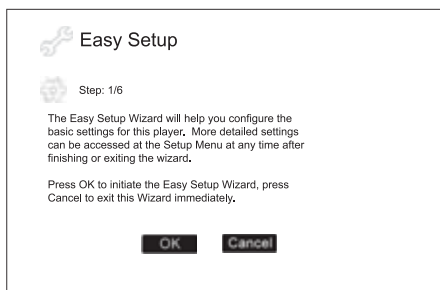 Easy Setup
Step: 1/6
The Easy Setup Wizard will help you configure the
basic settings for this player. More detailed settings
can be accessed at the Setup Menu at any time after
finishing or exiting the wizard.
Press OK to initiate the Easy Setup Wizard, press
Cancel to exit this Wizard immediately.
OK Cancel